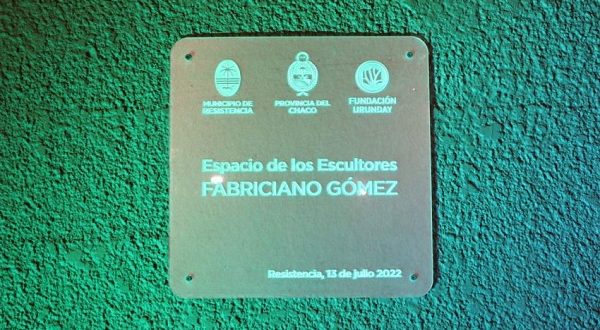 MUNICIPIO DE
RESISTENCIA
PROVINCIA DEL
CHACO
FUNDACIÓN
URUNDAY
Espacio de los Escultores
FABRICIANO GÓMEZ
Resistencia, 13 de julio 2022